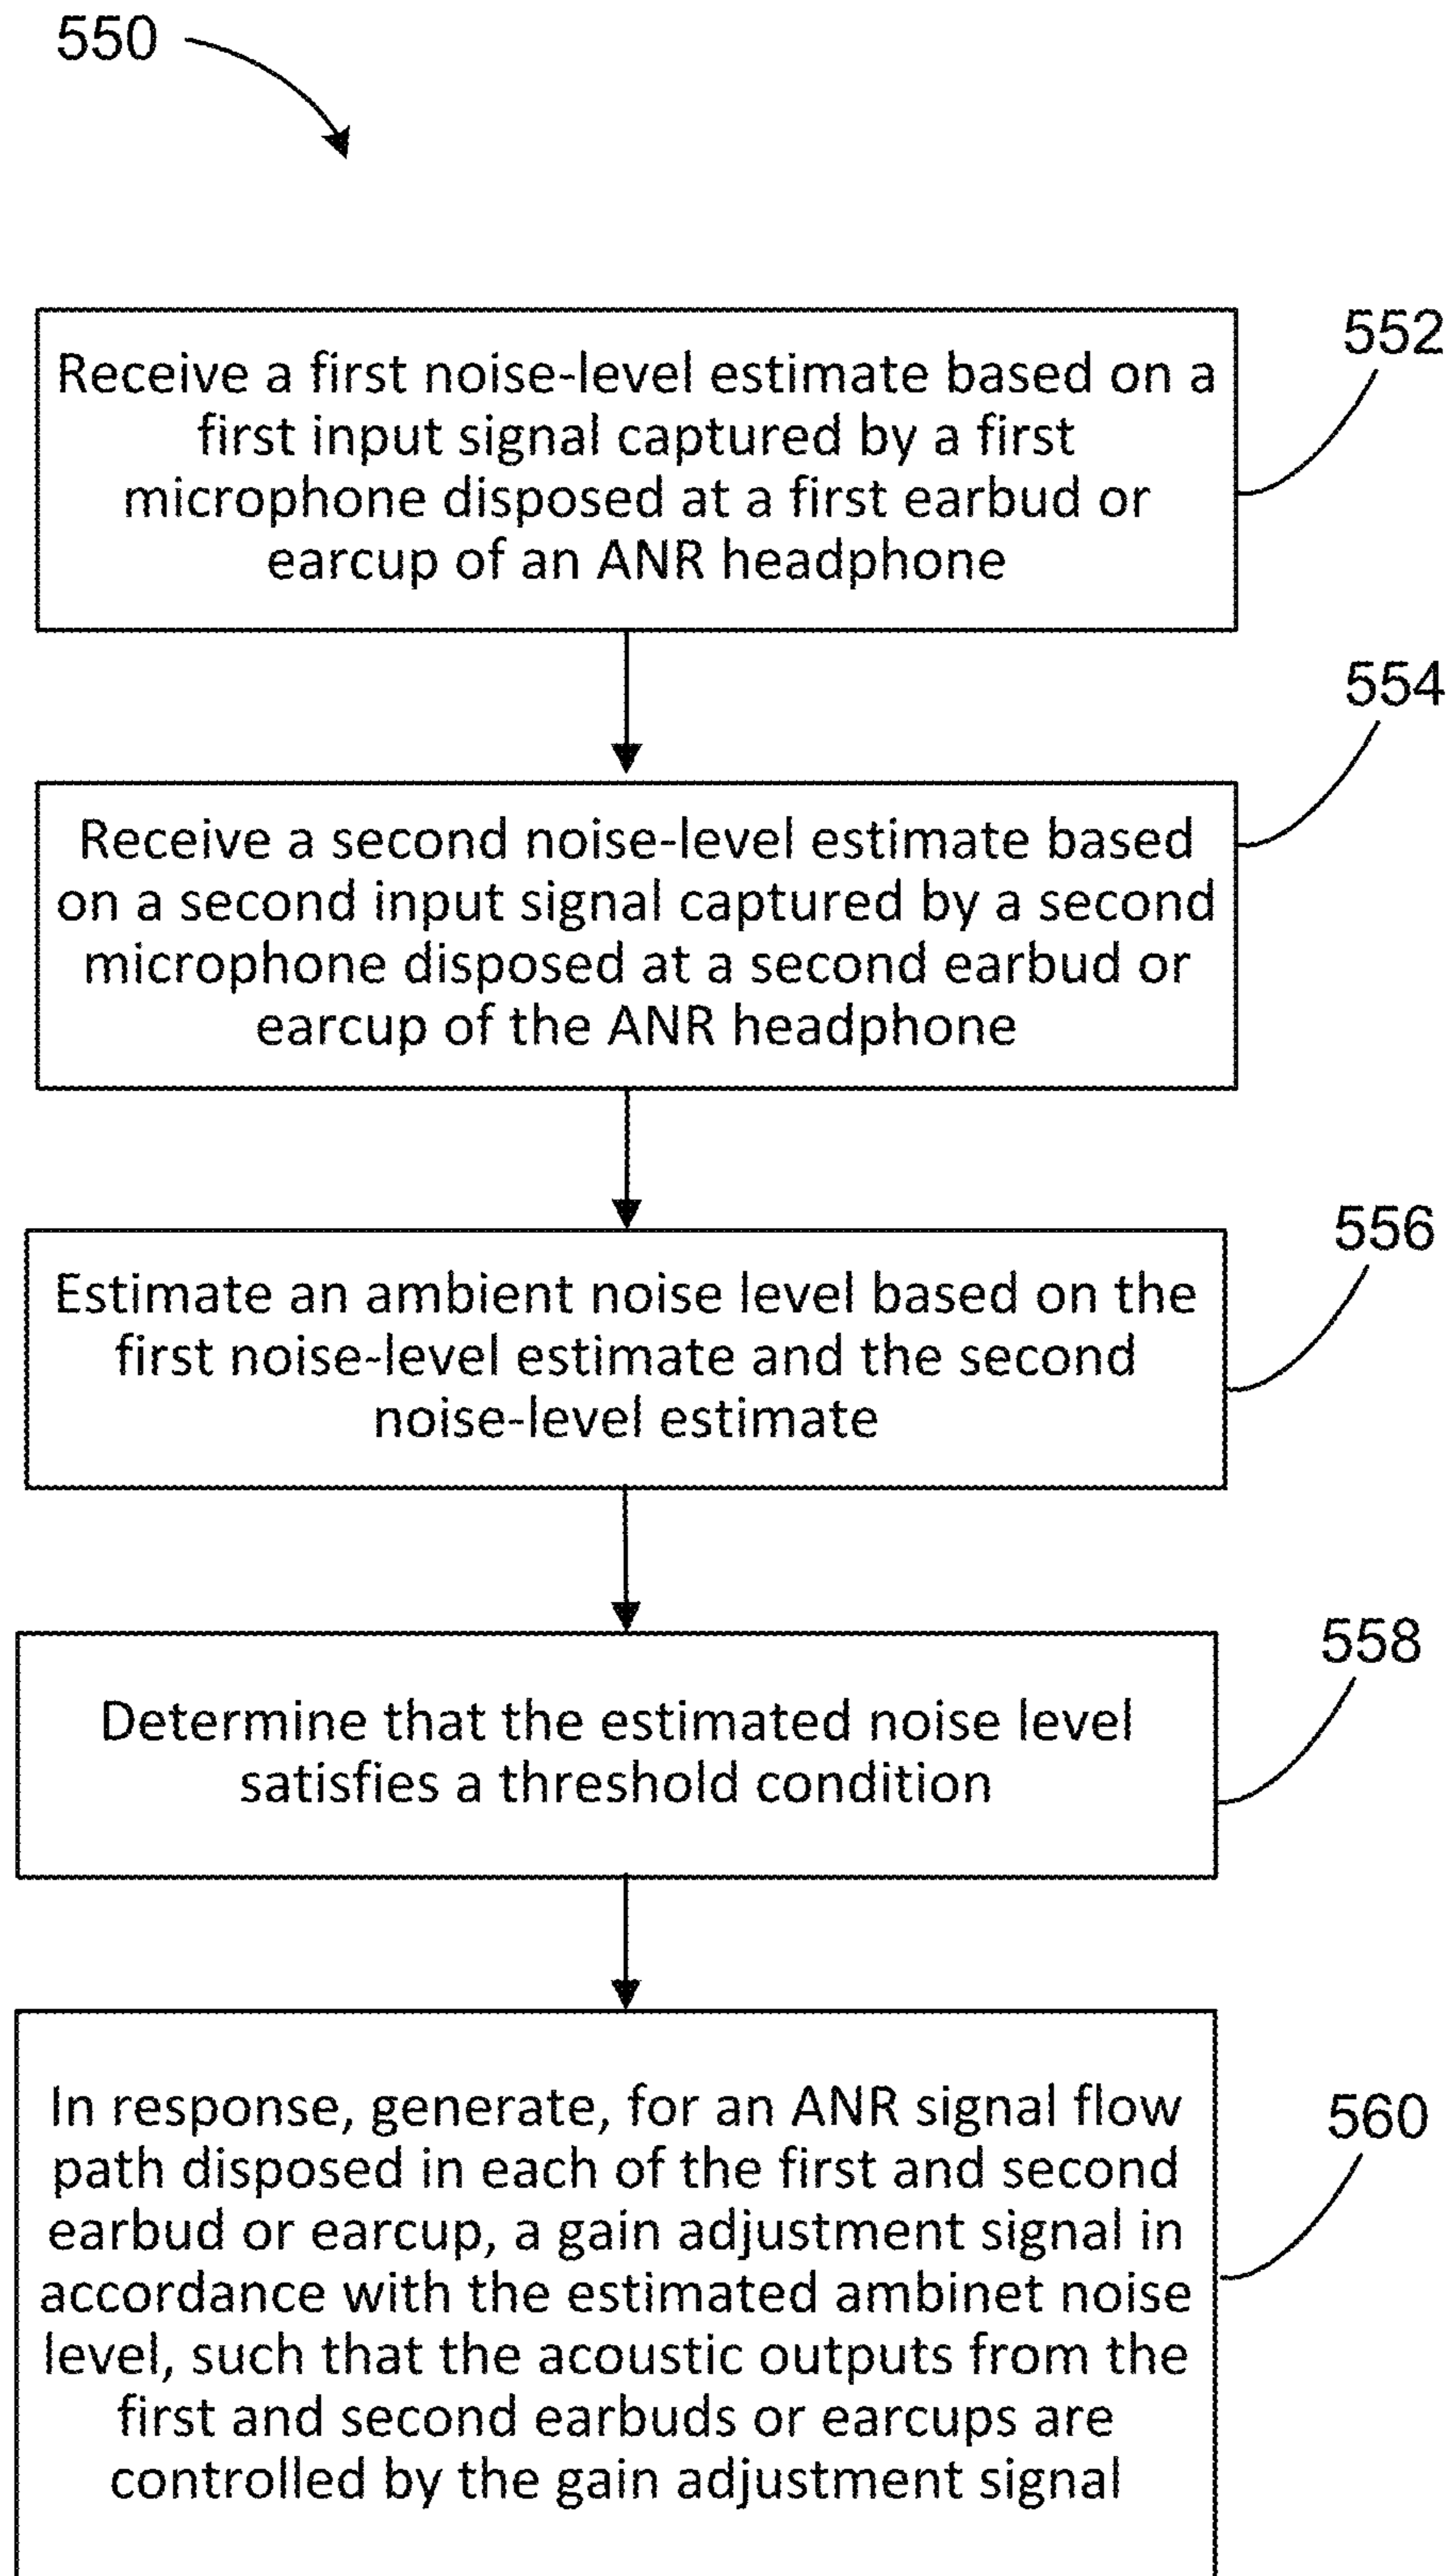 550
552
Receive a first noise-level estimate based on a
first input signal captured by a first
microphone disposed at a first earbud or
earcup of an ANR headphone
554
Receive a second noise-level estimate based
on a second input signal captured by a second
microphone disposed at a second earbud or
earcup of the ANR headphone
556
Estimate an ambient noise level based on the
first noise-level estimate and the second
noise-level estimate
558
Determine that the estimated noise level
satisfies a threshold condition
560
In response, generate, for an ANR signal flow
path disposed in each of the first and second
earbud or earcup, a gain adjustment signal in
accordance with the estimated ambinet noise
level, such that the acoustic outputs from the
first and second earbuds or earcups are
controlled by the gain adjustment signal